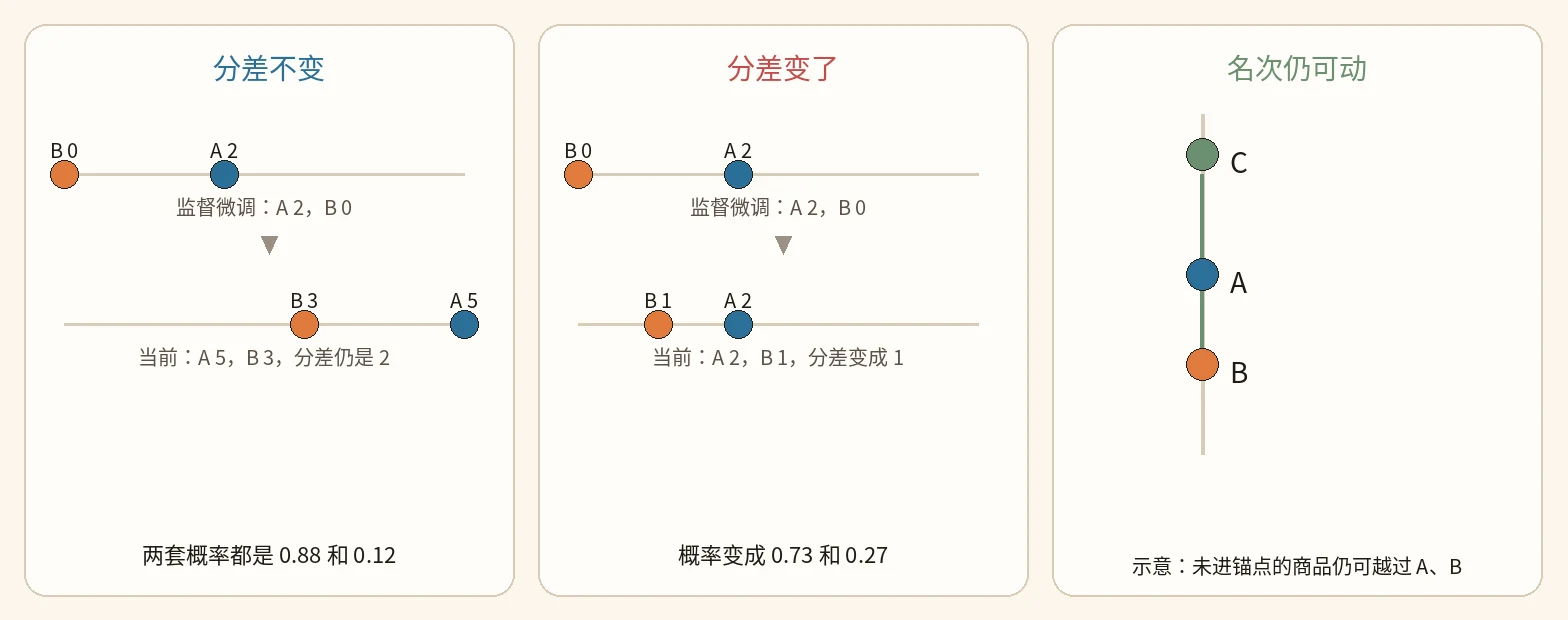 分差不变
B 0 A 2
监督微调：A 2，B 0
B 3 A 5
当前：A 5，B 3，分差仍是 2
两套概率都是 0.88 和 0.12
分差变了
B 0 A 2
监督微调：A 2，B 0
B 1 A 2
当前：A 2，B 1，分差变成 1
概率变成 0.73 和 0.27
名次仍可动
C
A
B
示意：未进锚点的商品仍可越过 A、B